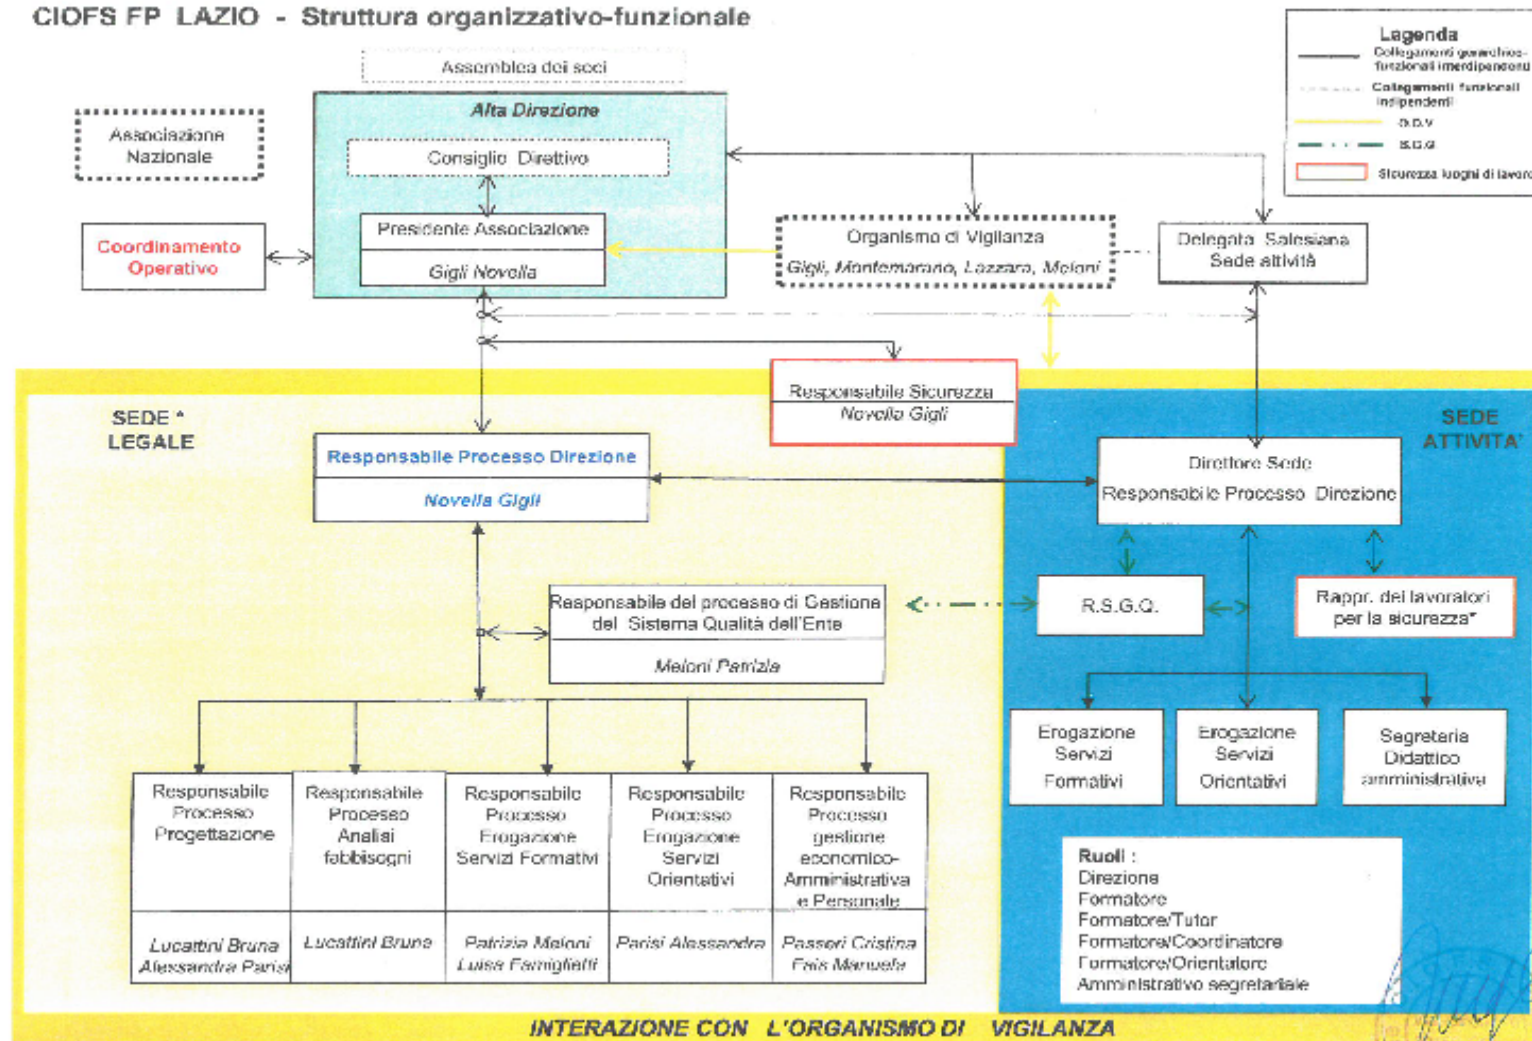 CIOFS FP LAZIO - Struttura organizzativo-funzionale
Lagenda
Collegamenti gerarchico-
funzionali interdipendenti
Collegamenti funzionali
indipendenti
O.D.V
S.G.Q
Sicurezza luoghi di lavoro
Assemblea dei soci
Alta Direzione
Associazione
Nazionale
Consiglio Direttivo
Presidente Associazione
Gigli Novella
Coordinamento
Operativo
Organismo di Vigilanza
Gigli, Montemarano, Lazzara, Meloni
Delegata Salesiana
Sede attività
Responsabile Sicurezza
Novella Gigli
SEDE *
LEGALE
SEDE
ATTIVITA'
Responsabile Processo Direzione
Novella Gigli
Direttore Sede
Responsabile Processo Direzione
Responsabile del processo di Gestione
del Sistema Qualità dell'Ente
Meloni Patrizia
R.S.G.Q.
Rappr. dei lavoratori
per la sicurezza*
Erogazione
Servizi
Formativi
Erogazione
Servizi
Orientativi
Segreteria
Didattico
amministrativa
Responsabile
Processo
Progettazione
Lucattini Bruna
Alessandra Parisi
Responsabile
Processo
Analisi
fabbisogni
Lucattini Bruna
Responsabile
Processo
Erogazione
Servizi Formativi
Patrizia Meloni
Luisa Famiglietti
Responsabile
Processo
Erogazione
Servizi
Orientativi
Parisi Alessandra
Responsabile
Processo
gestione
economico-
Amministrativa
e Personale
Passeri Cristina
Fais Manuela
Ruoli :
Direzione
Formatore
Formatore/Tutor
Formatore/Coordinatore
Formatore/Orientatore
Amministrativo segretariale
INTERAZIONE CON L'ORGANISMO DI VIGILANZA